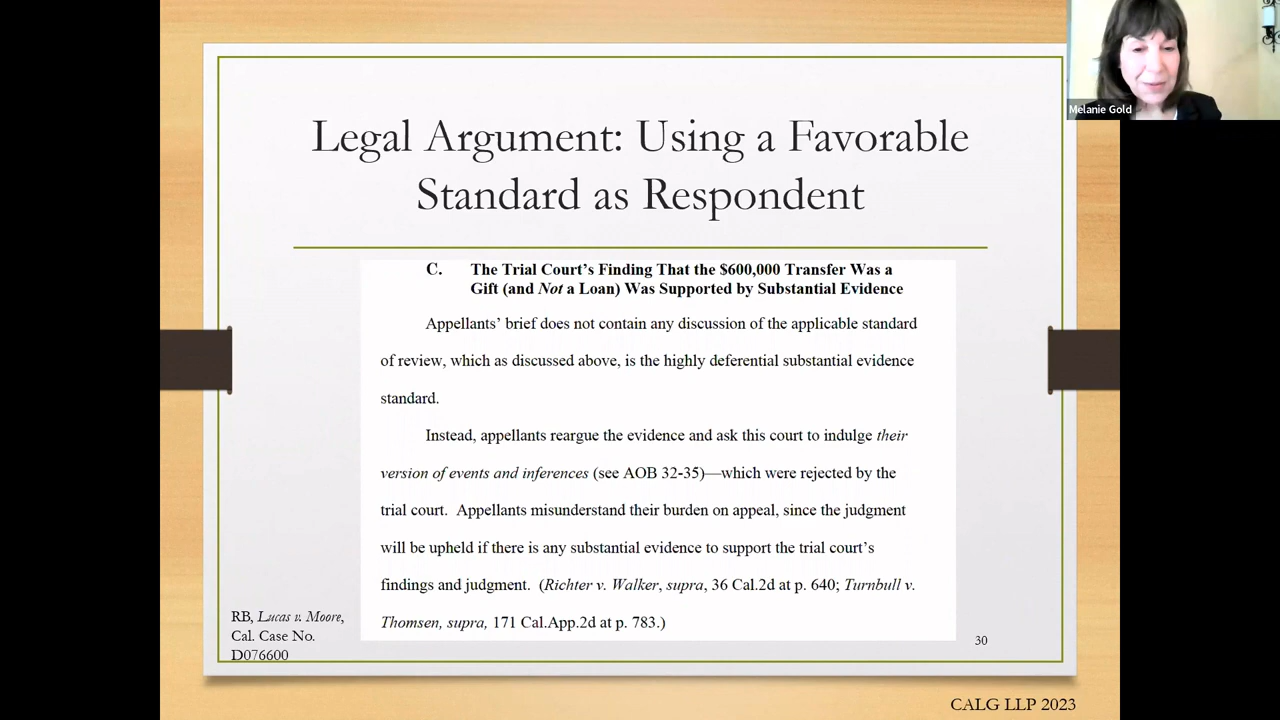 Melanie Gold
Legal Argument: Using a Favorable
Standard as Respondent
C. The Trial Court’s Finding That the $600,000 Transfer Was a
Gift (and Not a Loan) Was Supported by Substantial Evidence
Appellants’ brief does not contain any discussion of the applicable standard
of review, which as discussed above, is the highly deferential substantial evidence
standard.
Instead, appellants reargue the evidence and ask this court to indulge their
version of events and inferences (see AOB 32-35)—which were rejected by the
trial court. Appellants misunderstand their burden on appeal, since the judgment
will be upheld if there is any substantial evidence to support the trial court’s
findings and judgment. (Richter v. Walker, supra, 36 Cal.2d at p. 640; Turnbull v.
Thomsen, supra, 171 Cal.App.2d at p. 783.)
RB, Lucas v. Moore,
Cal. Case No.
D076600
30
CALG LLP 2023